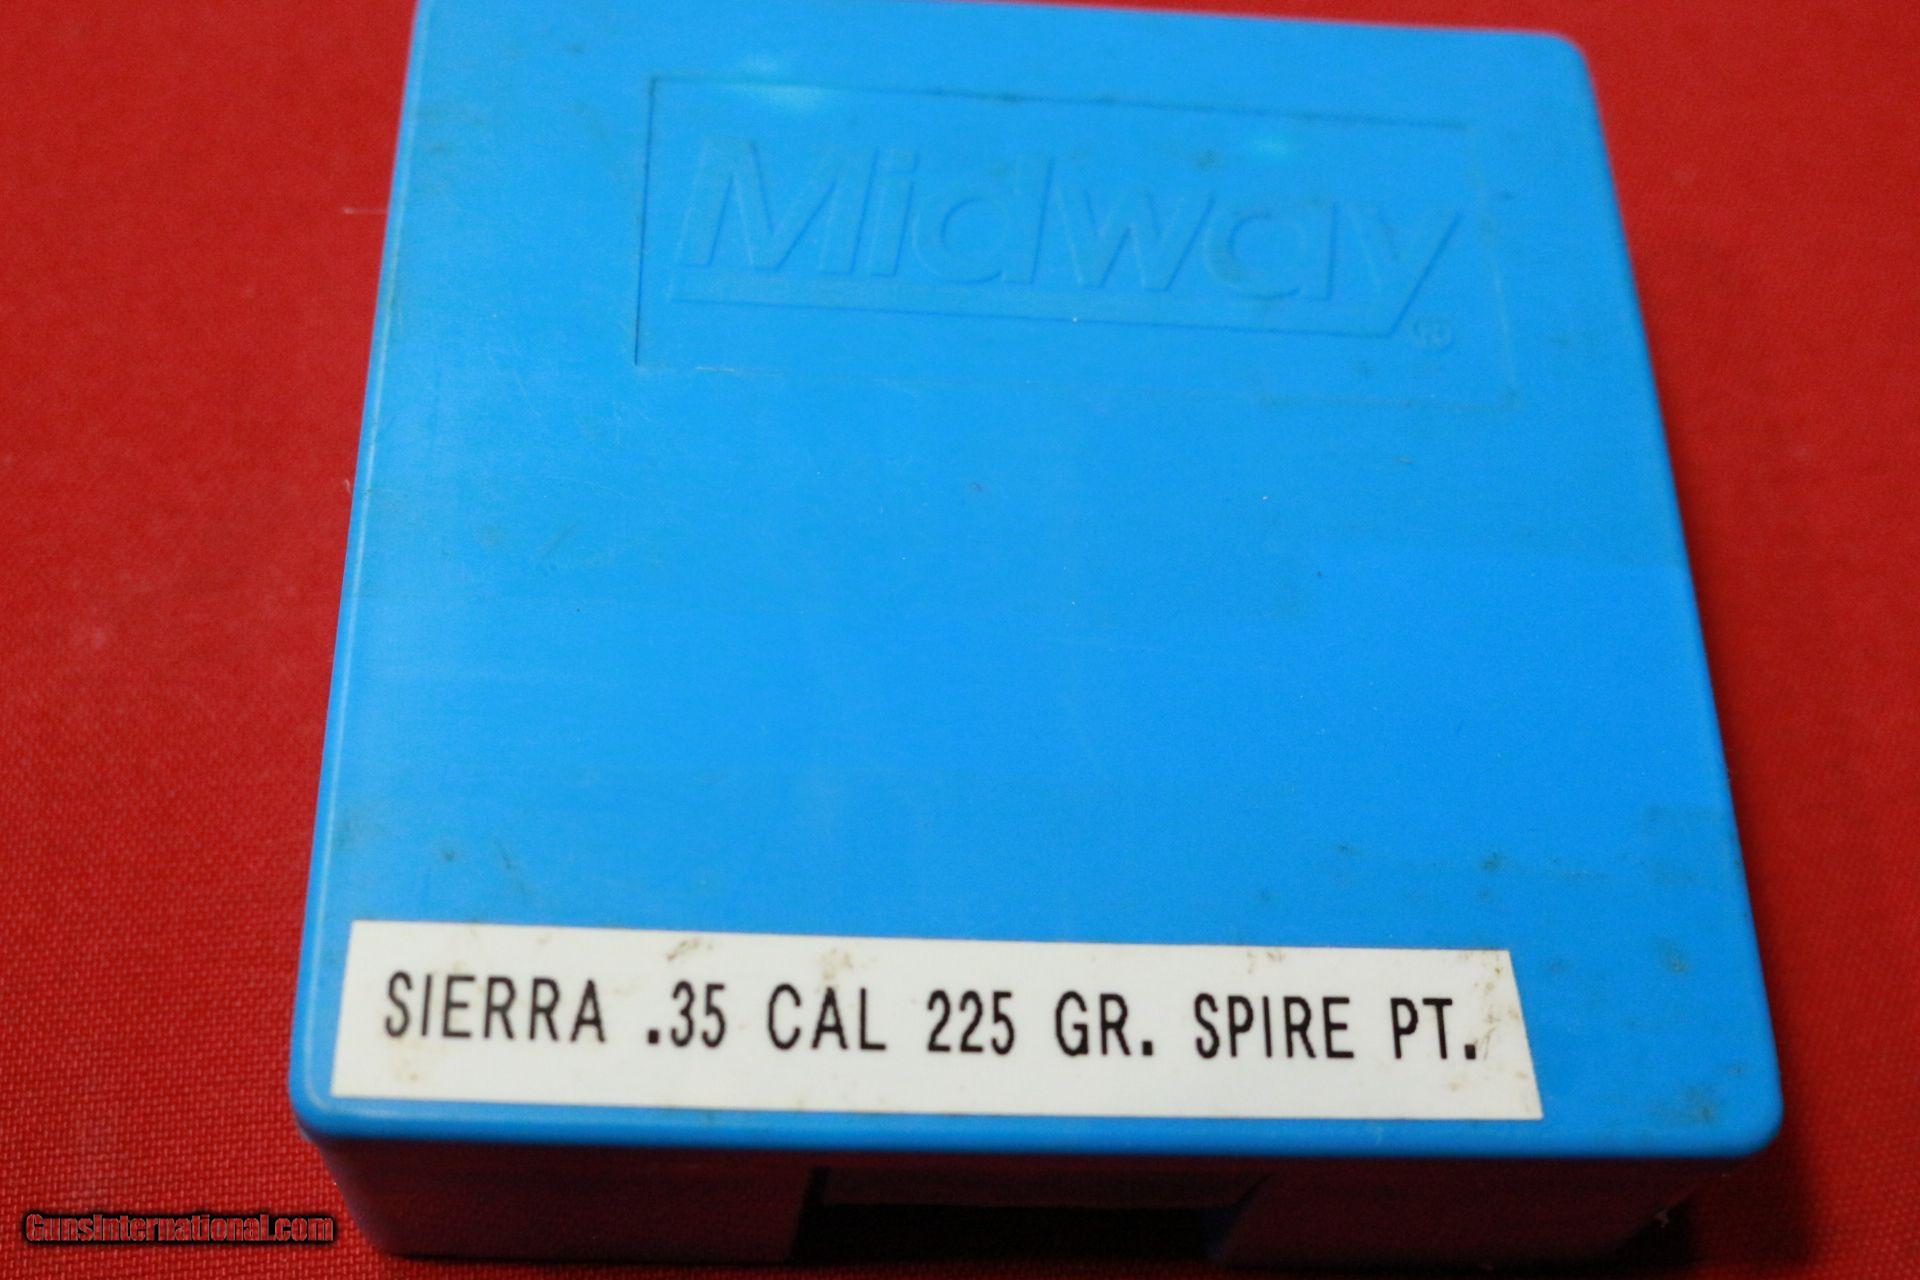 Midway®
SIERRA .35 CAL 225 GR. SPIRE PT.
GunsInternational.com